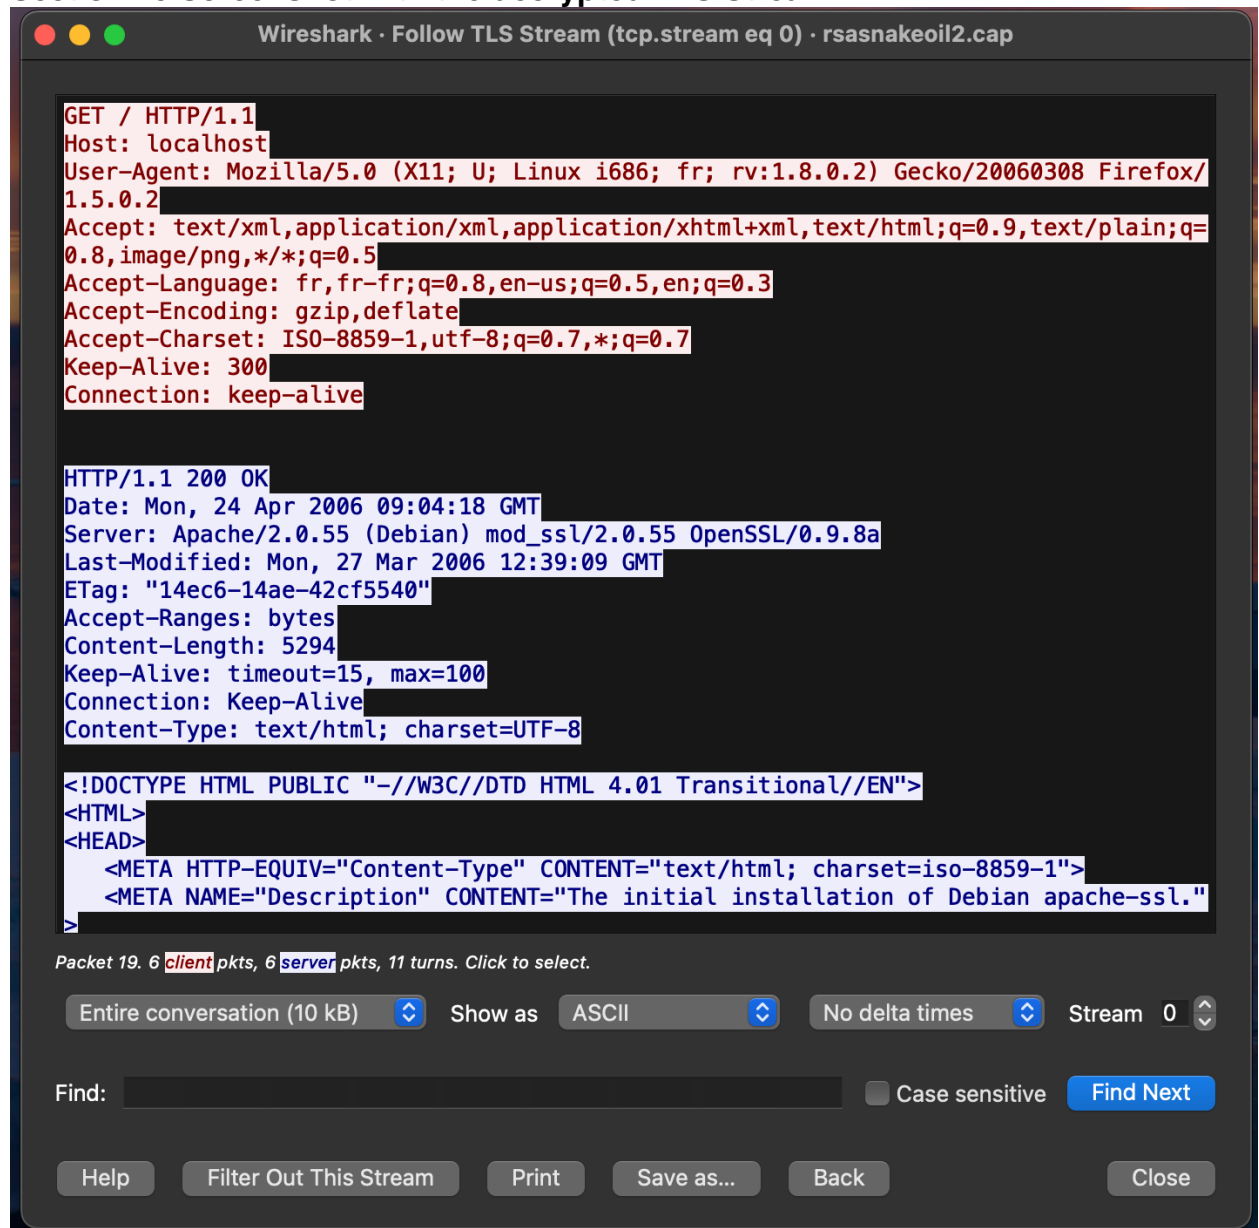 Wireshark · Follow TLS Stream (tcp.stream eq 0) · rsasnakeoil2.cap
GET / HTTP/1.1
Host: localhost
User-Agent: Mozilla/5.0 (X11; U; Linux i686; fr; rv:1.8.0.2) Gecko/20060308 Firefox/
1.5.0.2
Accept: text/xml,application/xml,application/xhtml+xml,text/html;q=0.9,text/plain;q=
0.8,image/png,*/*;q=0.5
Accept-Language: fr,fr-fr;q=0.8,en-us;q=0.5,en;q=0.3
Accept-Encoding: gzip,deflate
Accept-Charset: ISO-8859-1,utf-8;q=0.7,*;q=0.7
Keep-Alive: 300
Connection: keep-alive
HTTP/1.1 200 OK
Date: Mon, 24 Apr 2006 09:04:18 GMT
Server: Apache/2.0.55 (Debian) mod_ssl/2.0.55 OpenSSL/0.9.8a
Last-Modified: Mon, 27 Mar 2006 12:39:09 GMT
ETag: "14ec6-14ae-42cf5540"
Accept-Ranges: bytes
Content-Length: 5294
Keep-Alive: timeout=15, max=100
Connection: Keep-Alive
Content-Type: text/html; charset=UTF-8
<!DOCTYPE HTML PUBLIC "-//W3C//DTD HTML 4.01 Transitional//EN">
<HTML>
<HEAD>
<META HTTP-EQUIV="Content-Type" CONTENT="text/html; charset=iso-8859-1">
<META NAME="Description" CONTENT="The initial installation of Debian apache-ssl."
>
Packet 19. 6 client pkts, 6 server pkts, 11 turns. Click to select.
Entire conversation (10 kB) Show as ASCII No delta times Stream 0
Find: Case sensitive Find Next
Help Filter Out This Stream Print Save as... Back Close